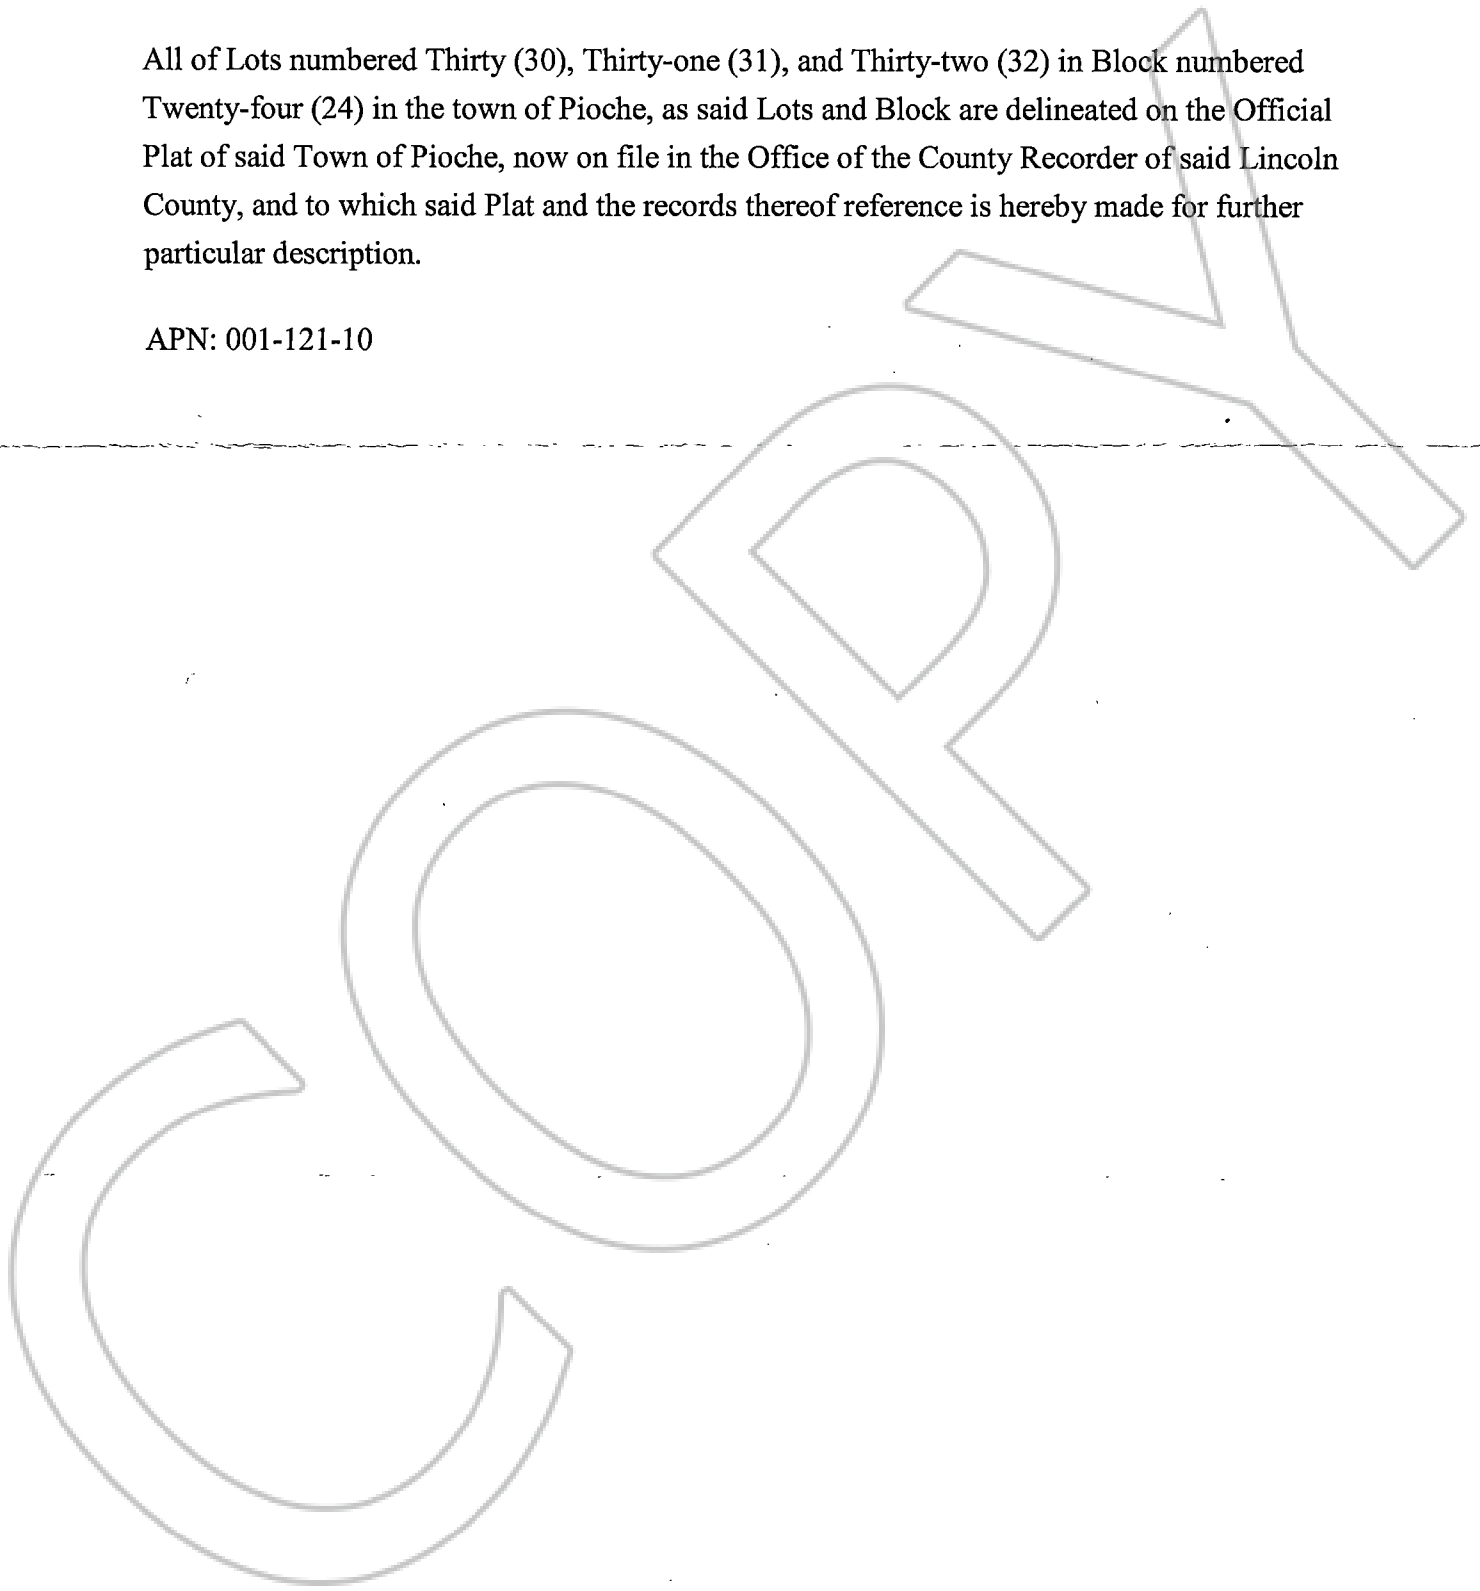 All of Lots numbered Thirty (30), Thirty-one (31), and Thirty-two (32) in Block numbered
Twenty-four (24) in the town of Pioche, as said Lots and Block are delineated on the Official
Plat of said Town of Pioche, now on file in the Office of the County Recorder of said Lincoln
County, and to which said Plat and the records thereof reference is hereby made for further
particular description.
APN: 001-121-10
COPY